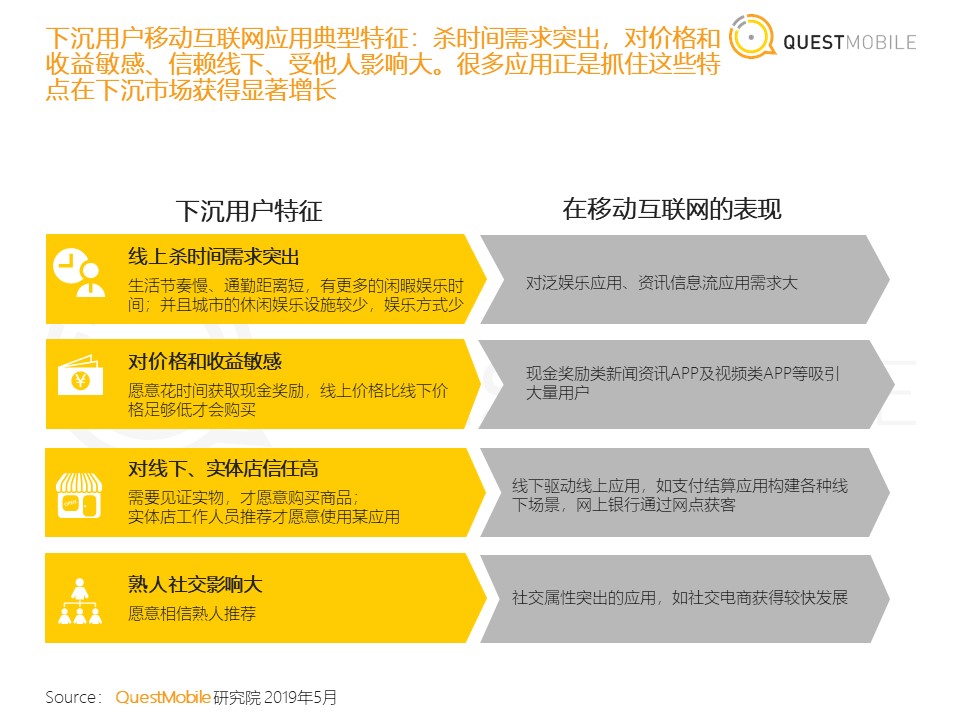 下沉用户移动互联网应用典型特征：杀时间需求突出，对价格和
收益敏感、信赖线下、受他人影响大。很多应用正是抓住这些特
点在下沉市场获得显著增长
QUESTMOBILE
下沉用户特征
在移动互联网的表现
线上杀时间需求突出
生活节奏慢、通勤距离短，有更多的闲暇娱乐时
间；并且城市的休闲娱乐设施较少，娱乐方式少
对泛娱乐应用、资讯信息流应用需求大
对价格和收益敏感
愿意花时间获取现金奖励，线上价格比线下价
格足够低才会购买
现金奖励类新闻资讯APP及视频类APP等吸引
大量用户
对线下、实体店信任高
需要见证实物，才愿意购买商品；
实体店工作人员推荐才愿意使用某应用
线下驱动线上应用，如支付结算应用构建各种线
下场景，网上银行通过网点获客
熟人社交影响大
愿意相信熟人推荐
社交属性突出的应用，如社交电商获得较快发展
Source： QuestMobile 研究院 2019年5月